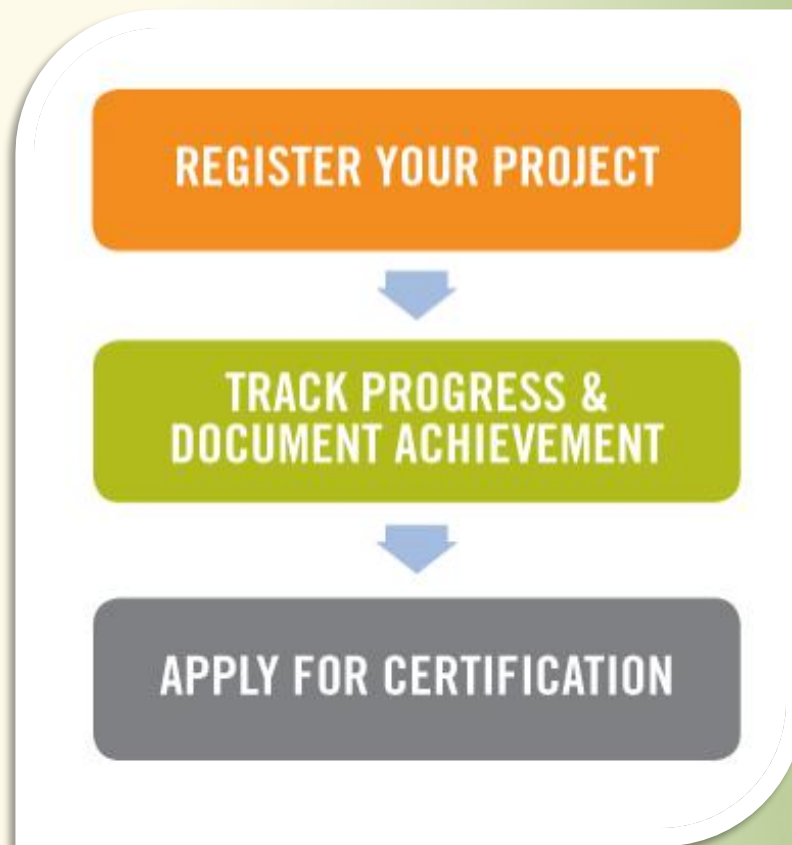 REGISTER YOUR PROJECT
TRACK PROGRESS &
DOCUMENT ACHIEVEMENT
APPLY FOR CERTIFICATION